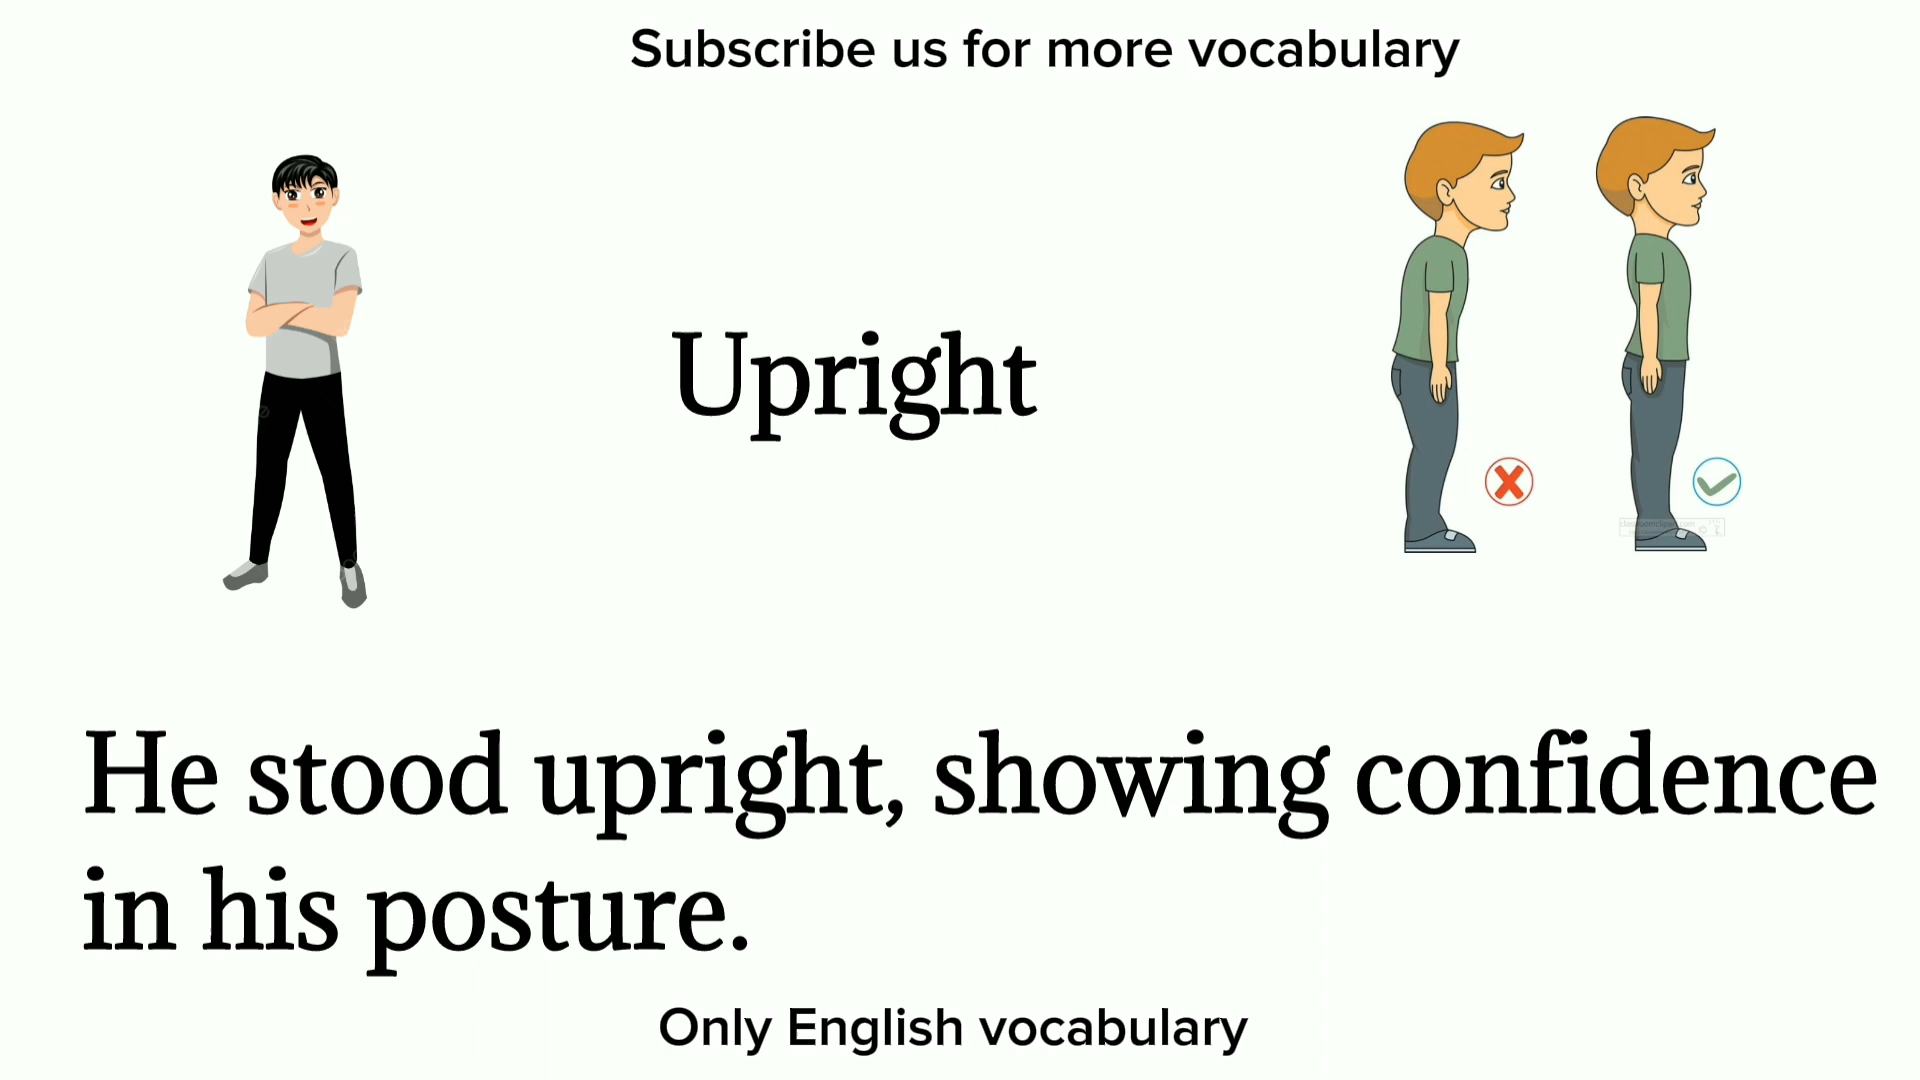 Subscribe us for more vocabulary
Upright
He stood upright, showing confidence
in his posture.
Only English vocabulary